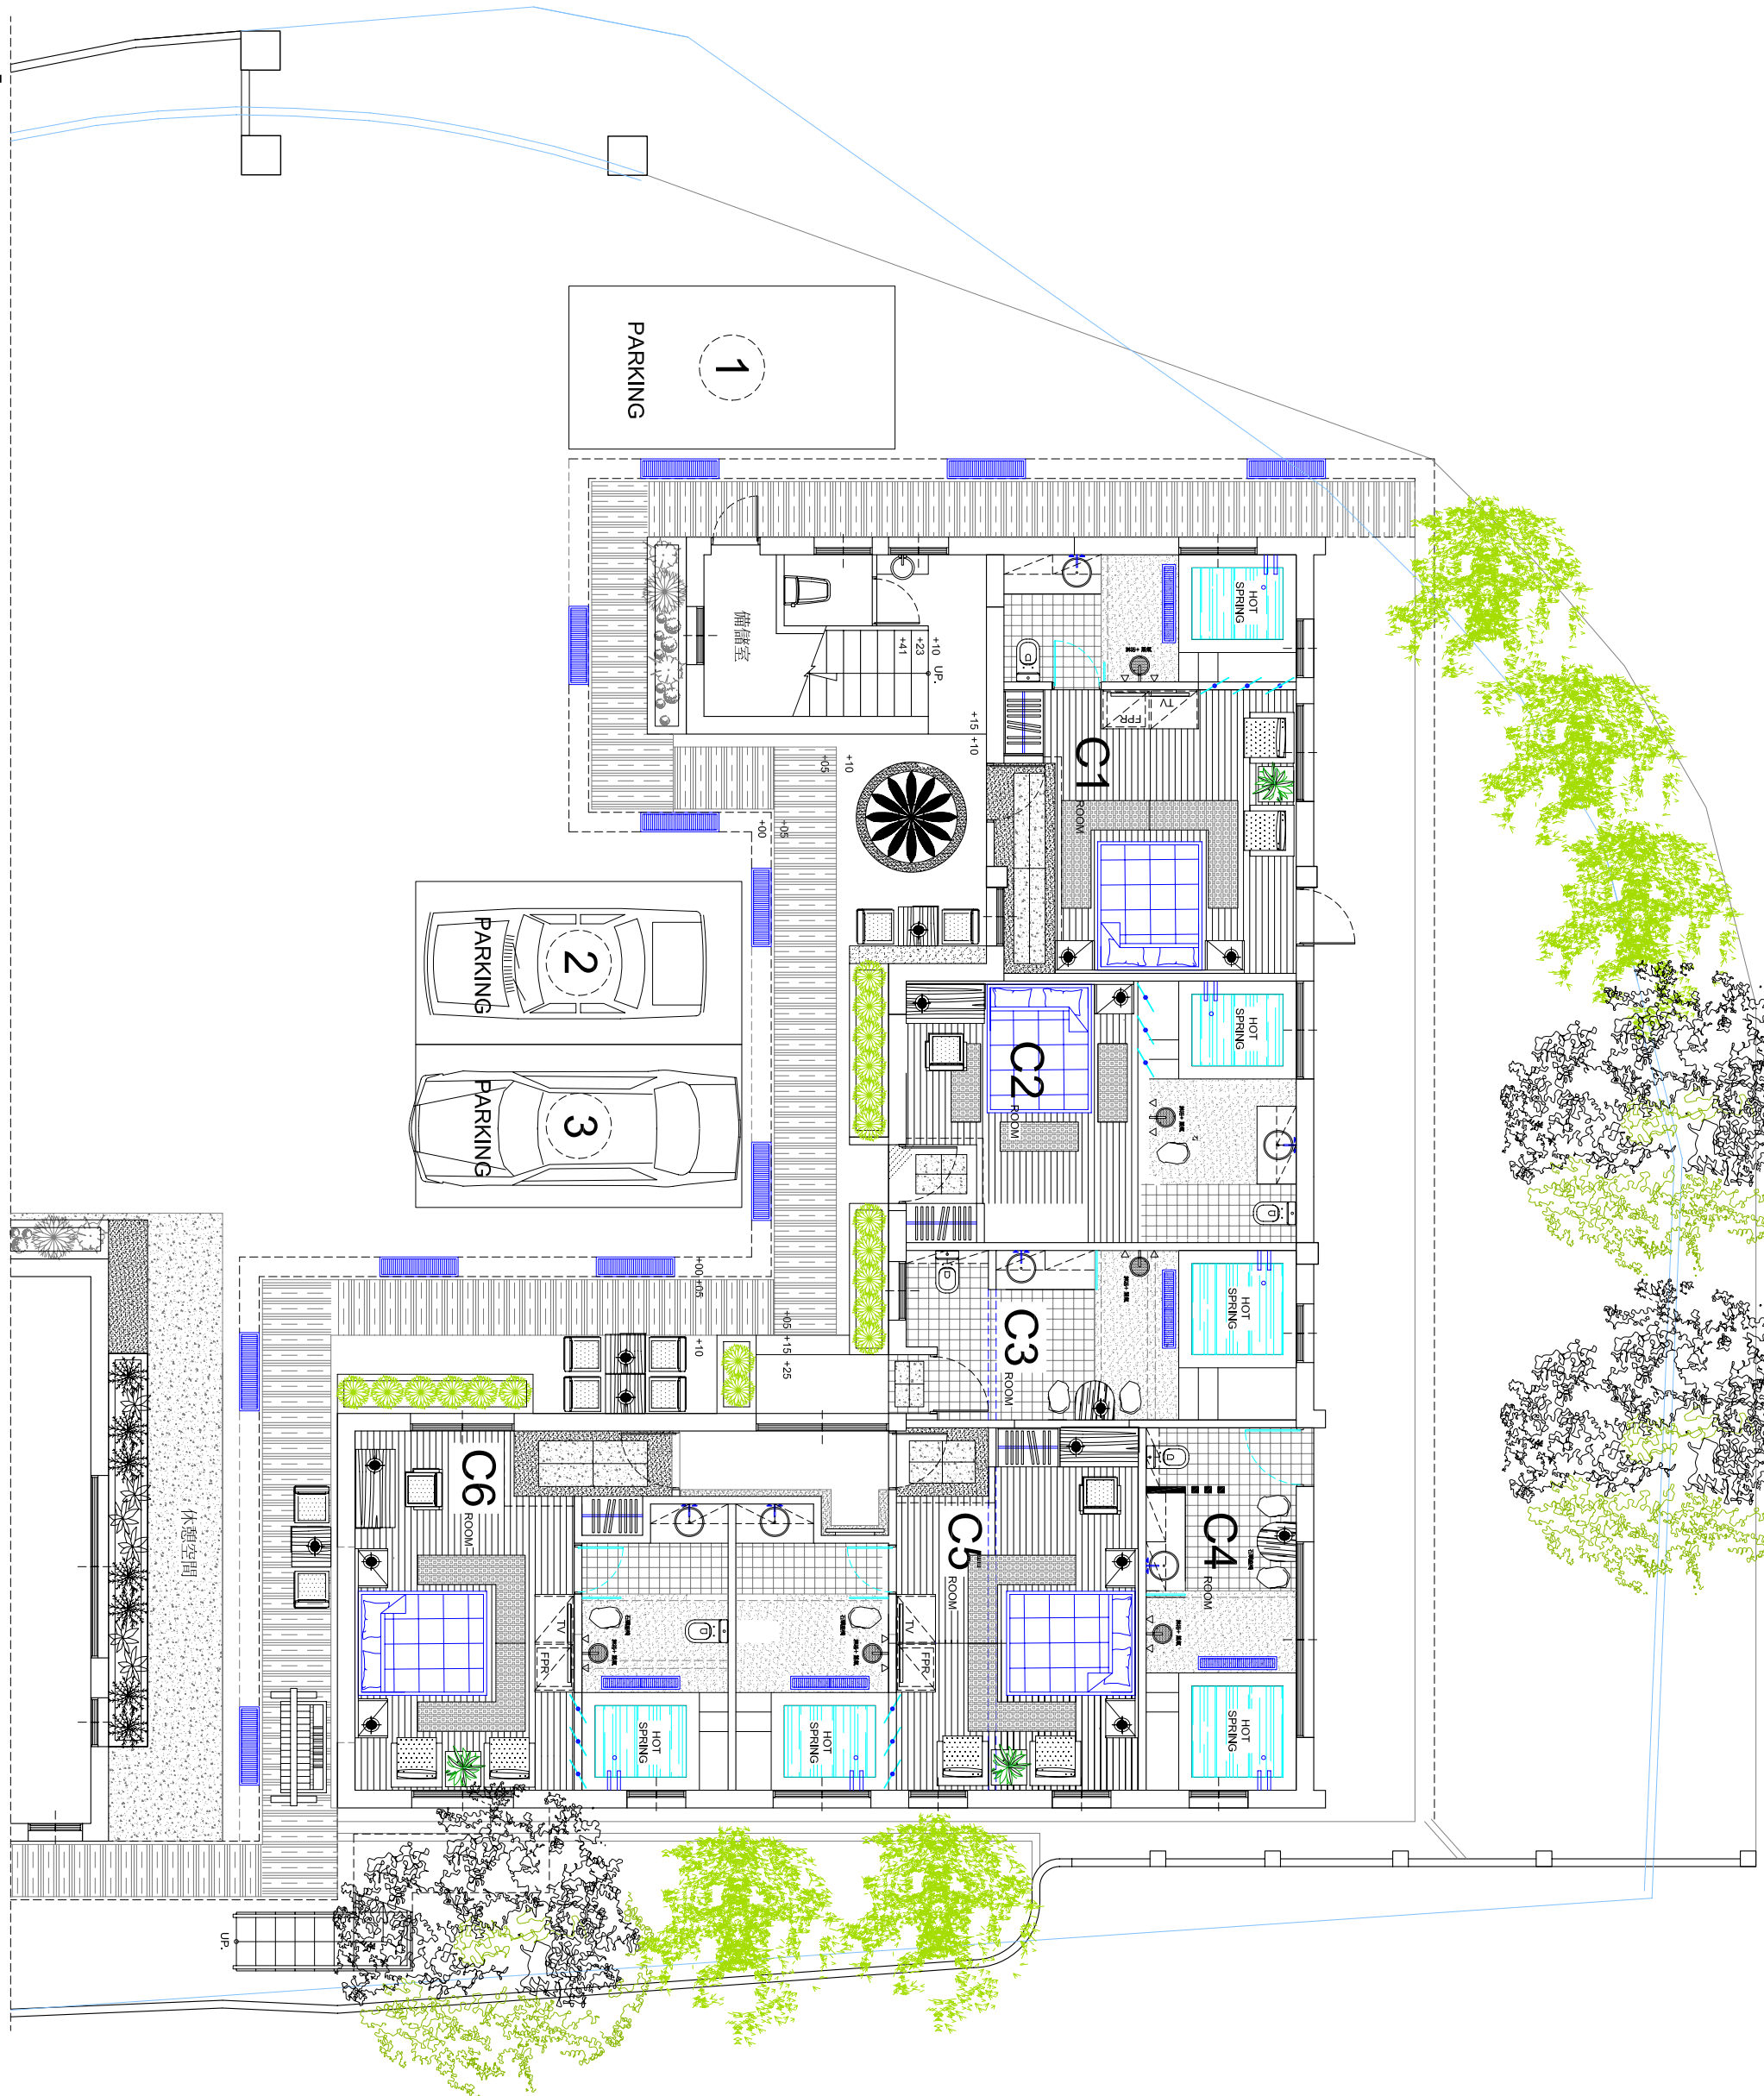 PARKING
1
HOT
SPRING
備儲室
+10
+23
+41
UP.
+15
+10
TV
FPR
C1
ROOM
+10
+05
+05
+00
PARKING
2
HOT
SPRING
C2
ROOM
PARKING
3
HOT
SPRING
+00
+05
+05
+15
+25
+10
C3
ROOM
C6
ROOM
C5
ROOM
C4
ROOM
休憩空間
TV
FPR
TV
FPR
HOT
SPRING
HOT
SPRING
HOT
SPRING
UP.